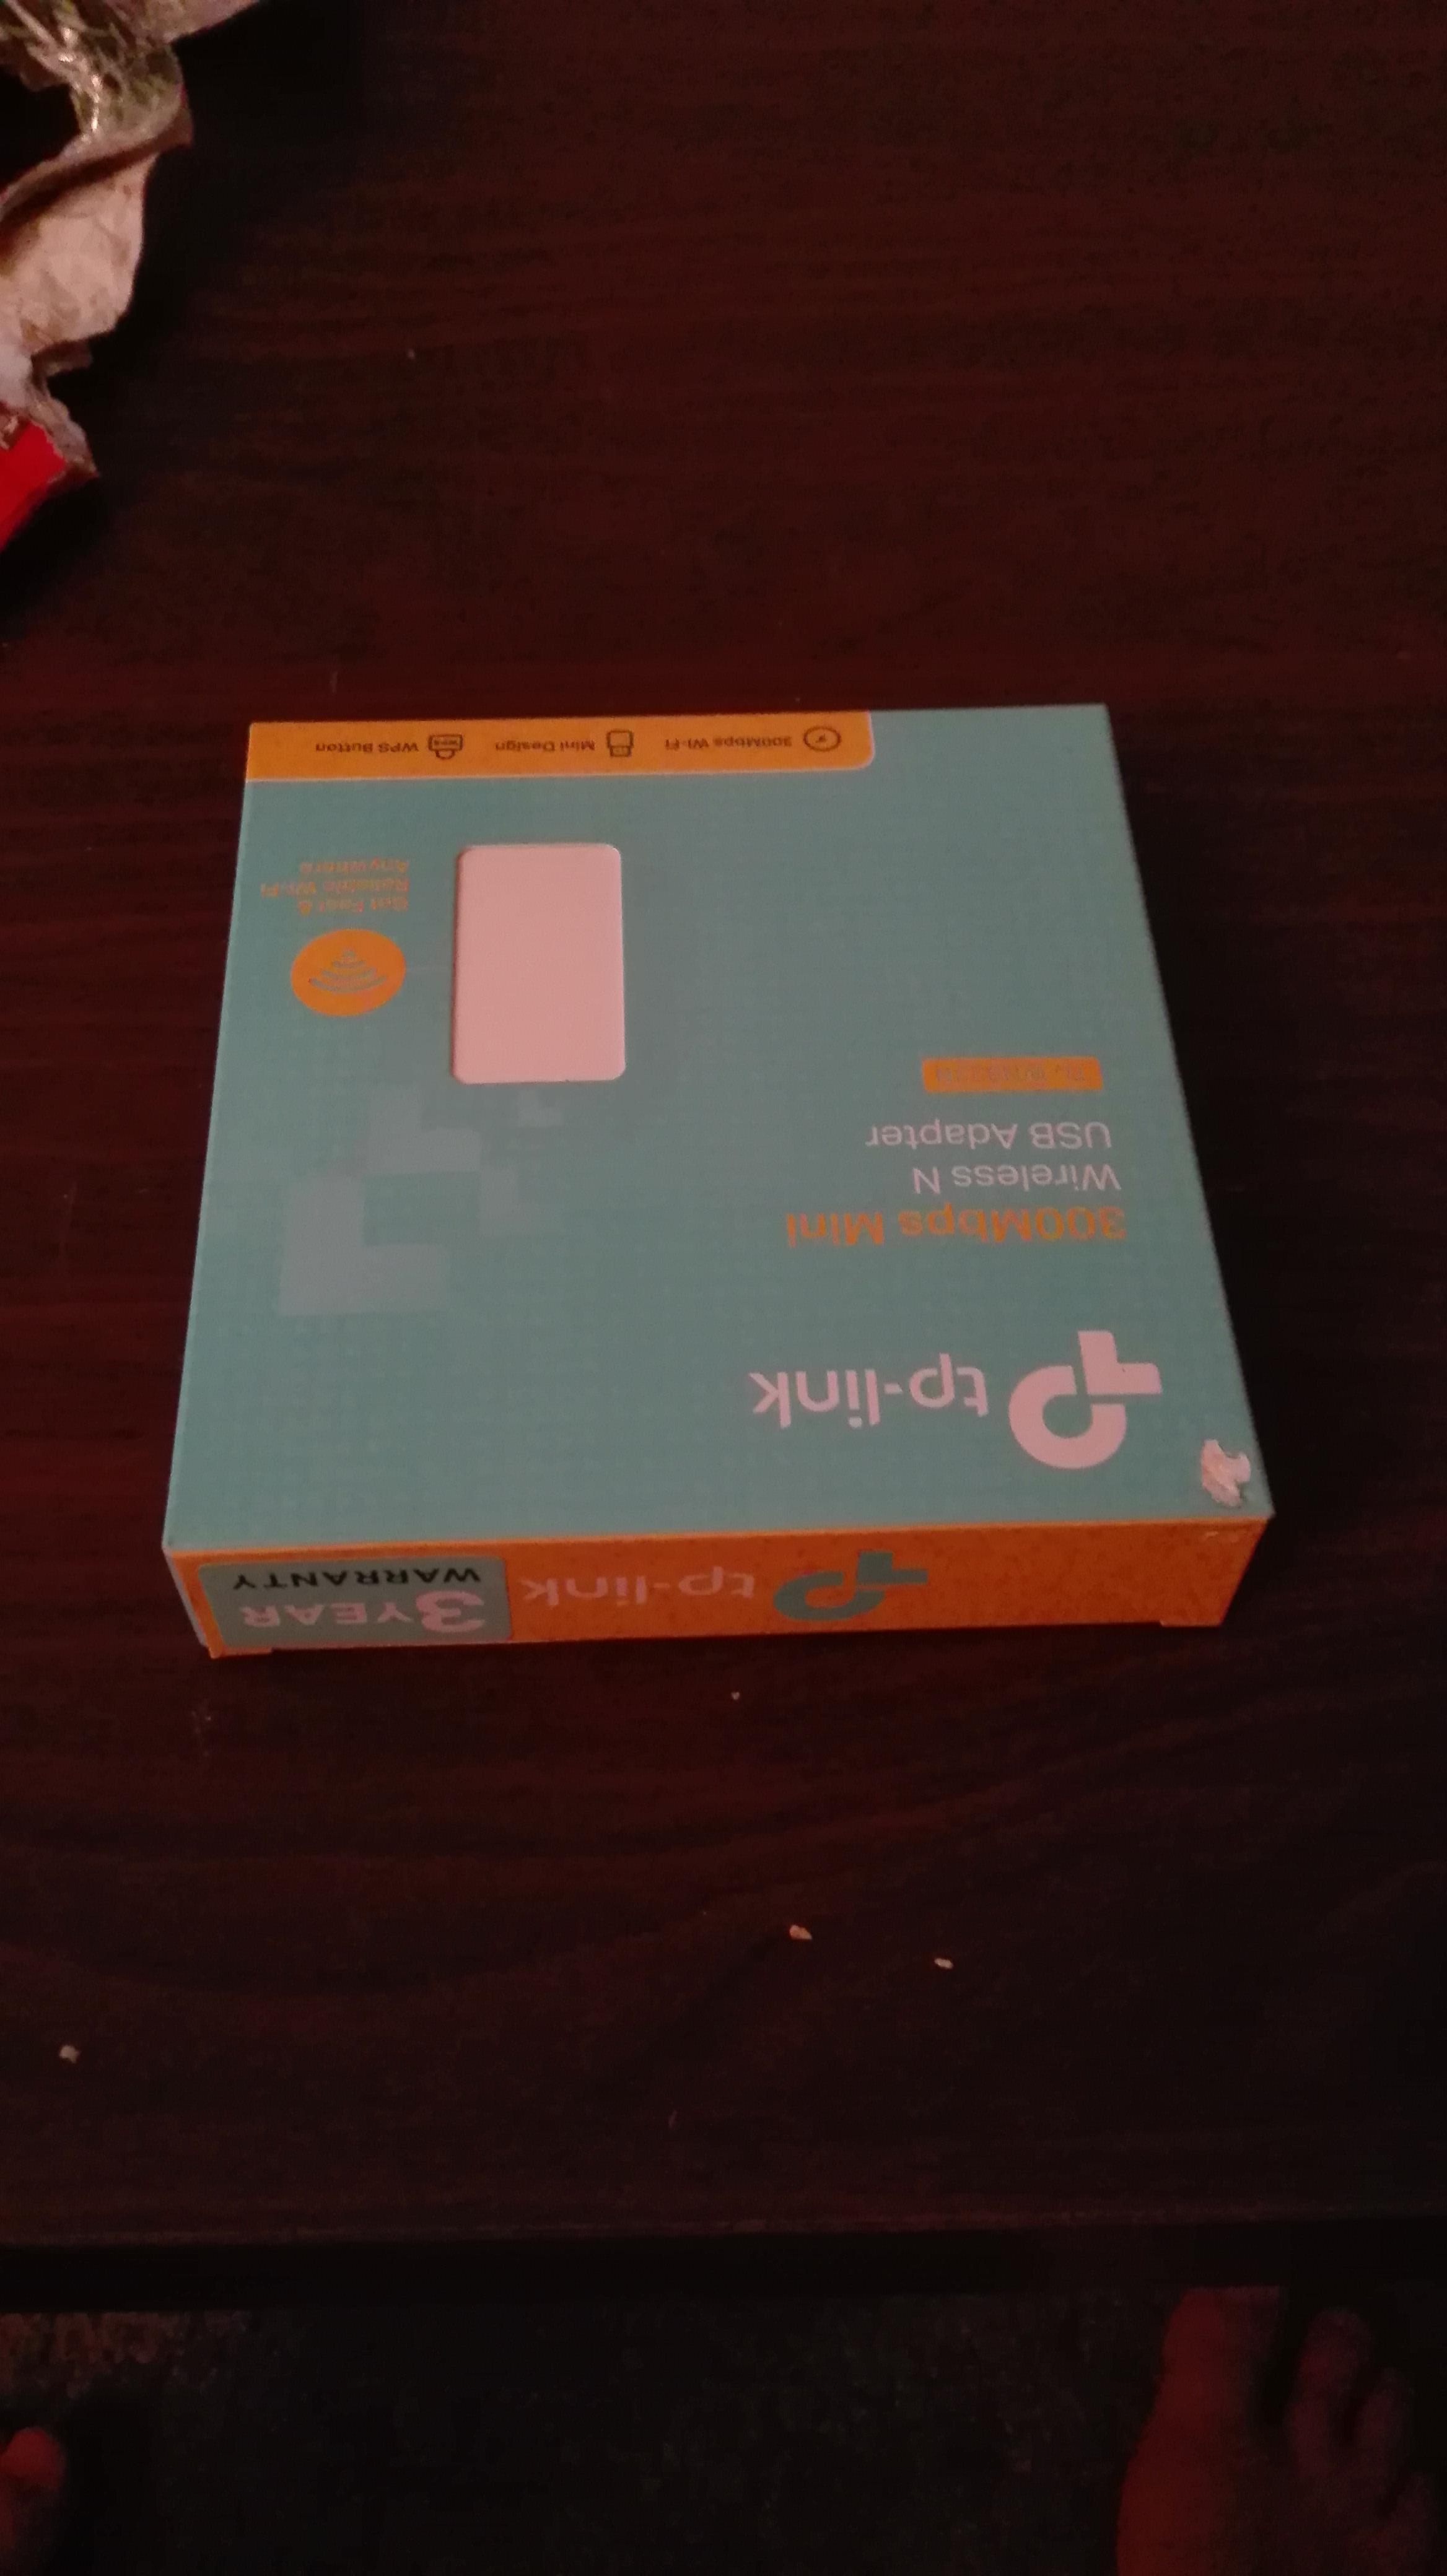 tp-link
300Mbps Mini
Wireless N
USB Adapter
Get Fast &
Reliable Wi-Fi
Anywhere
300Mbps Wi-Fi
Mini Design
WPS Button
tp-link
3 YEAR
WARRANTY